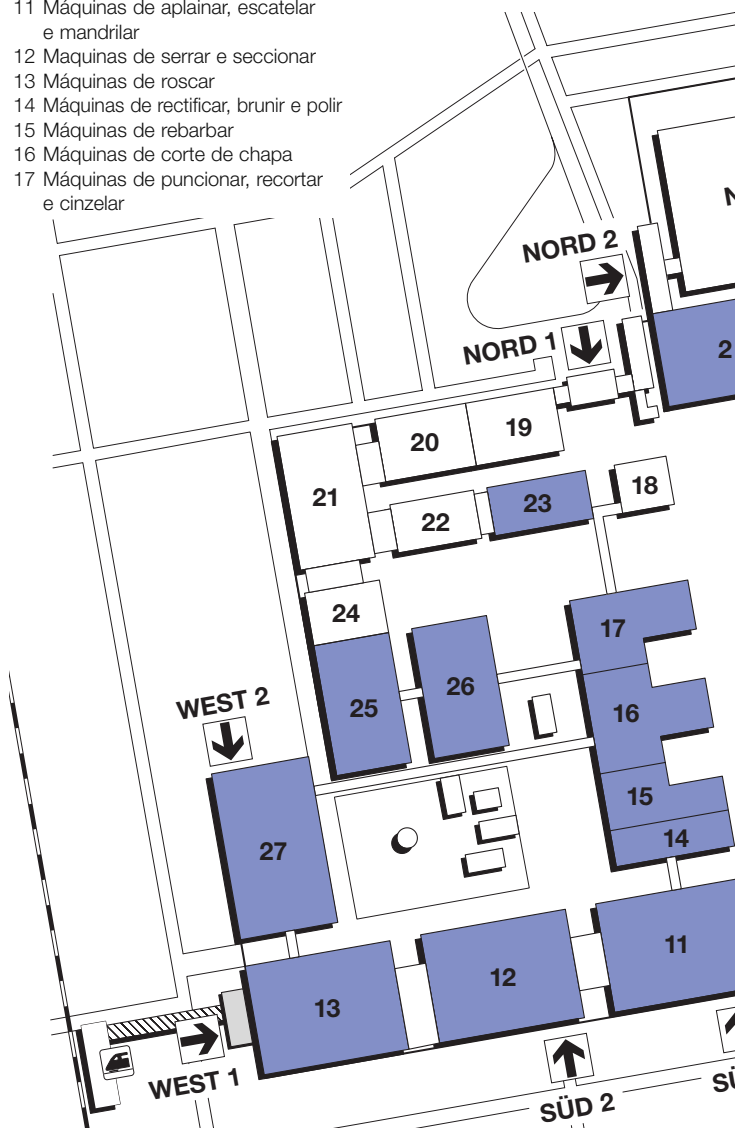 11 Máquinas de aplainar, escatelar
e mandrilar
12 Maquinas de serrar e seccionar
13 Máquinas de roscar
14 Máquinas de rectificar, brunir e polir
15 Máquinas de rebarbar
16 Máquinas de corte de chapa
17 Máquinas de puncionar, recortar
e cinzelar
N
NORD 2
NORD 1
2
19
20
18
21
23
22
24
17
26
25
16
WEST 2
15
14
27
11
12
13
WEST 1
SÜD 2
SÜ